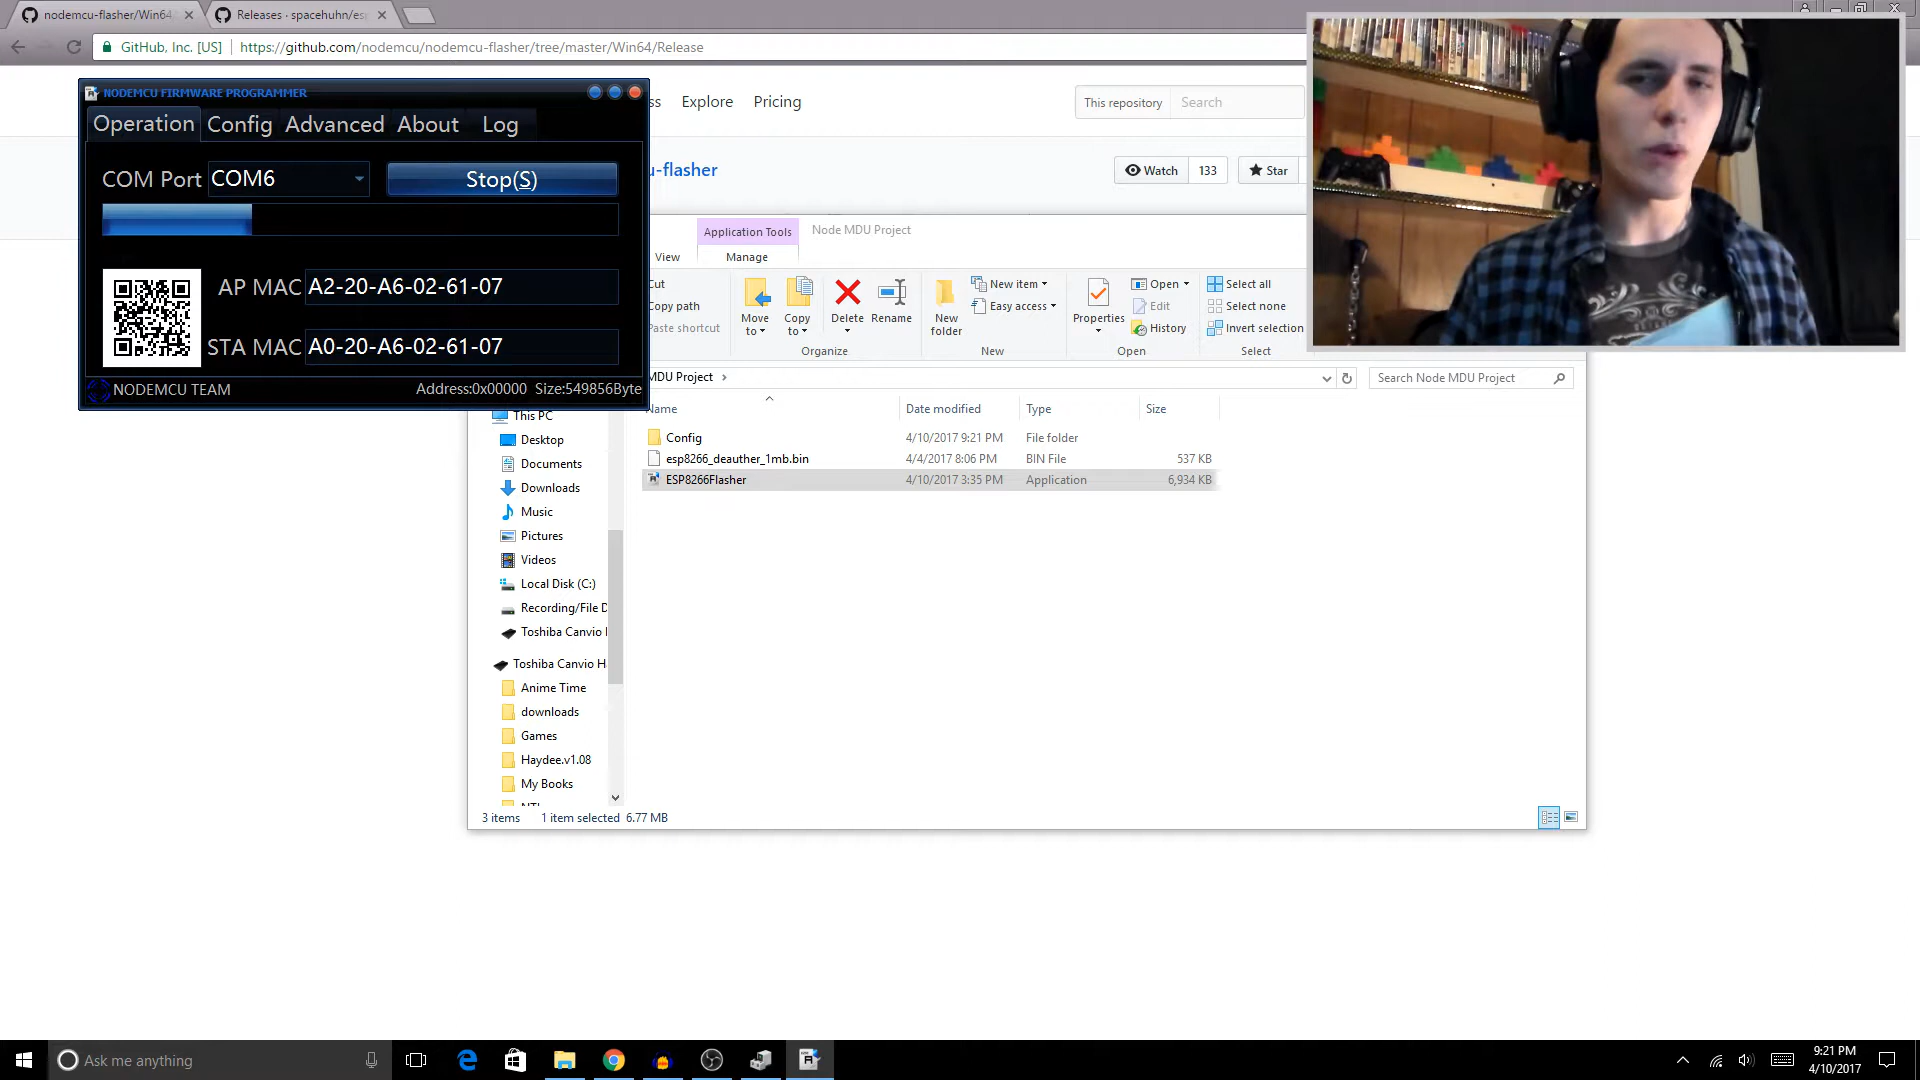 nodemcu-flasher/Win64
Releases · spacehuhn/es
GitHub, Inc. [US]
https://github.com/nodemcu/nodemcu-flasher/tree/master/Win64/Release
NODEMCU FIRMWARE PROGRAMMER
Operation Config Advanced About Log
COM Port COM6 Stop(S)
AP MAC A2-20-A6-02-61-07
STA MAC A0-20-A6-02-61-07
NODEMCU TEAM Address:0x00000 Size:549856Byte
Explore Pricing
This repository Search
u-flasher
Watch 133 Star
Application Tools Node MDU Project
View Manage
Cut
Copy path
Paste shortcut
Move to
Copy to
Delete
Rename
Organize
New folder
New item
Easy access
New
Properties
Open
Edit
History
Open
Select all
Select none
Invert selection
Select
MDU Project
Search Node MDU Project
Name Date modified Type Size
Config 4/10/2017 9:21 PM File folder
esp8266_deauther_1mb.bin 4/4/2017 8:06 PM BIN File 537 KB
ESP8266Flasher 4/10/2017 3:35 PM Application 6,934 KB
This PC
Desktop
Documents
Downloads
Music
Pictures
Videos
Local Disk (C:)
Recording/File D
Toshiba Canvio
Toshiba Canvio H
Anime Time
downloads
Games
Haydee.v1.08
My Books
3 items 1 item selected 6.77 MB
Ask me anything
9:21 PM
4/10/2017